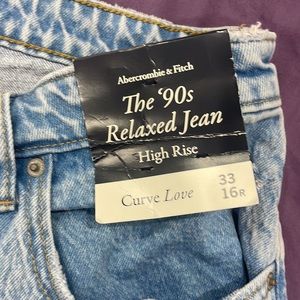 Abercrombie & Fitch
The ‘90s
Relaxed Jean
High Rise
Curve Love
33
16R